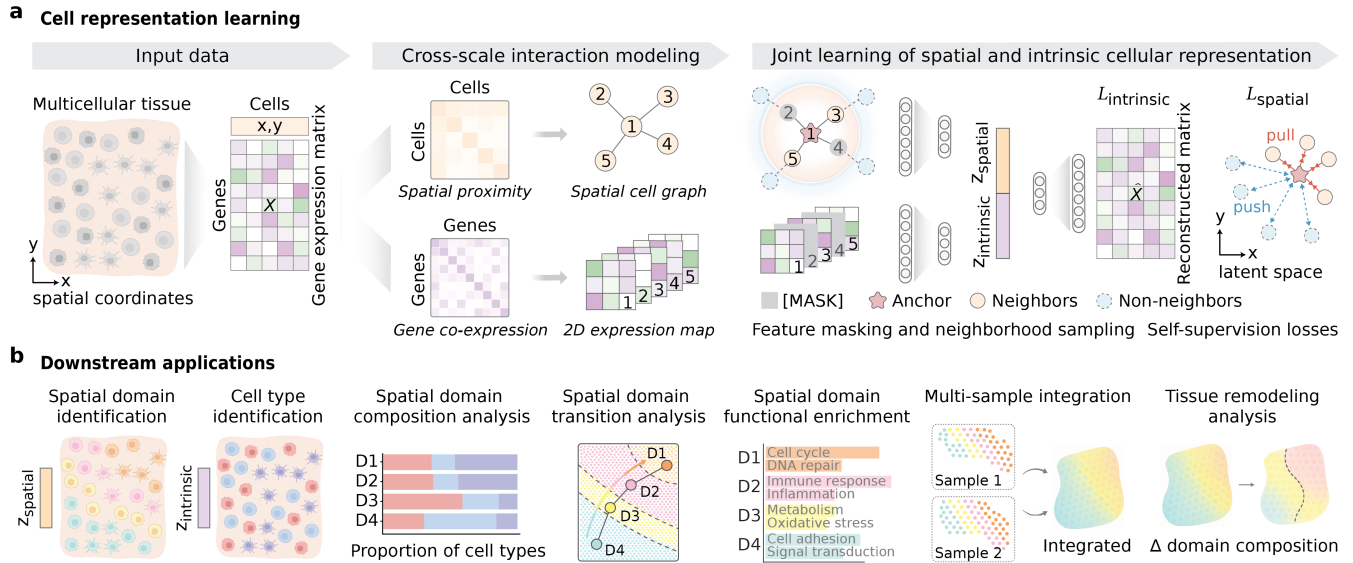 a
Cell representation learning
Input data
Cross-scale interaction modeling
Joint learning of spatial and intrinsic cellular representation
Multicellular tissue
y
x
spatial coordinates
Cells
x,y
Genes
X
Gene expression matrix
Cells
Cells
Spatial proximity
2
3
1
4
5
Spatial cell graph
Genes
Genes
Gene co-expression
1
2
3
4
5
2D expression map
2
3
1
4
5
1
2
3
4
5
z_spatial
z_intrinsic
L_intrinsic
X̂
Reconstructed matrix
L_spatial
pull
push
y
x
latent space
[MASK]
Anchor
Neighbors
Non-neighbors
Feature masking and neighborhood sampling
Self-supervision losses
b
Downstream applications
Spatial domain
identification
z_spatial
Cell type
identification
z_intrinsic
Spatial domain
composition analysis
D1
D2
D3
D4
Proportion of cell types
Spatial domain
transition analysis
D1
D2
D3
D4
Spatial domain
functional enrichment
D1
Cell cycle
DNA repair
D2
Immune response
Inflammation
D3
Metabolism
Oxidative stress
D4
Cell adhesion
Signal transduction
Multi-sample integration
Sample 1
Sample 2
Integrated
Tissue remodeling
analysis
Δ domain composition